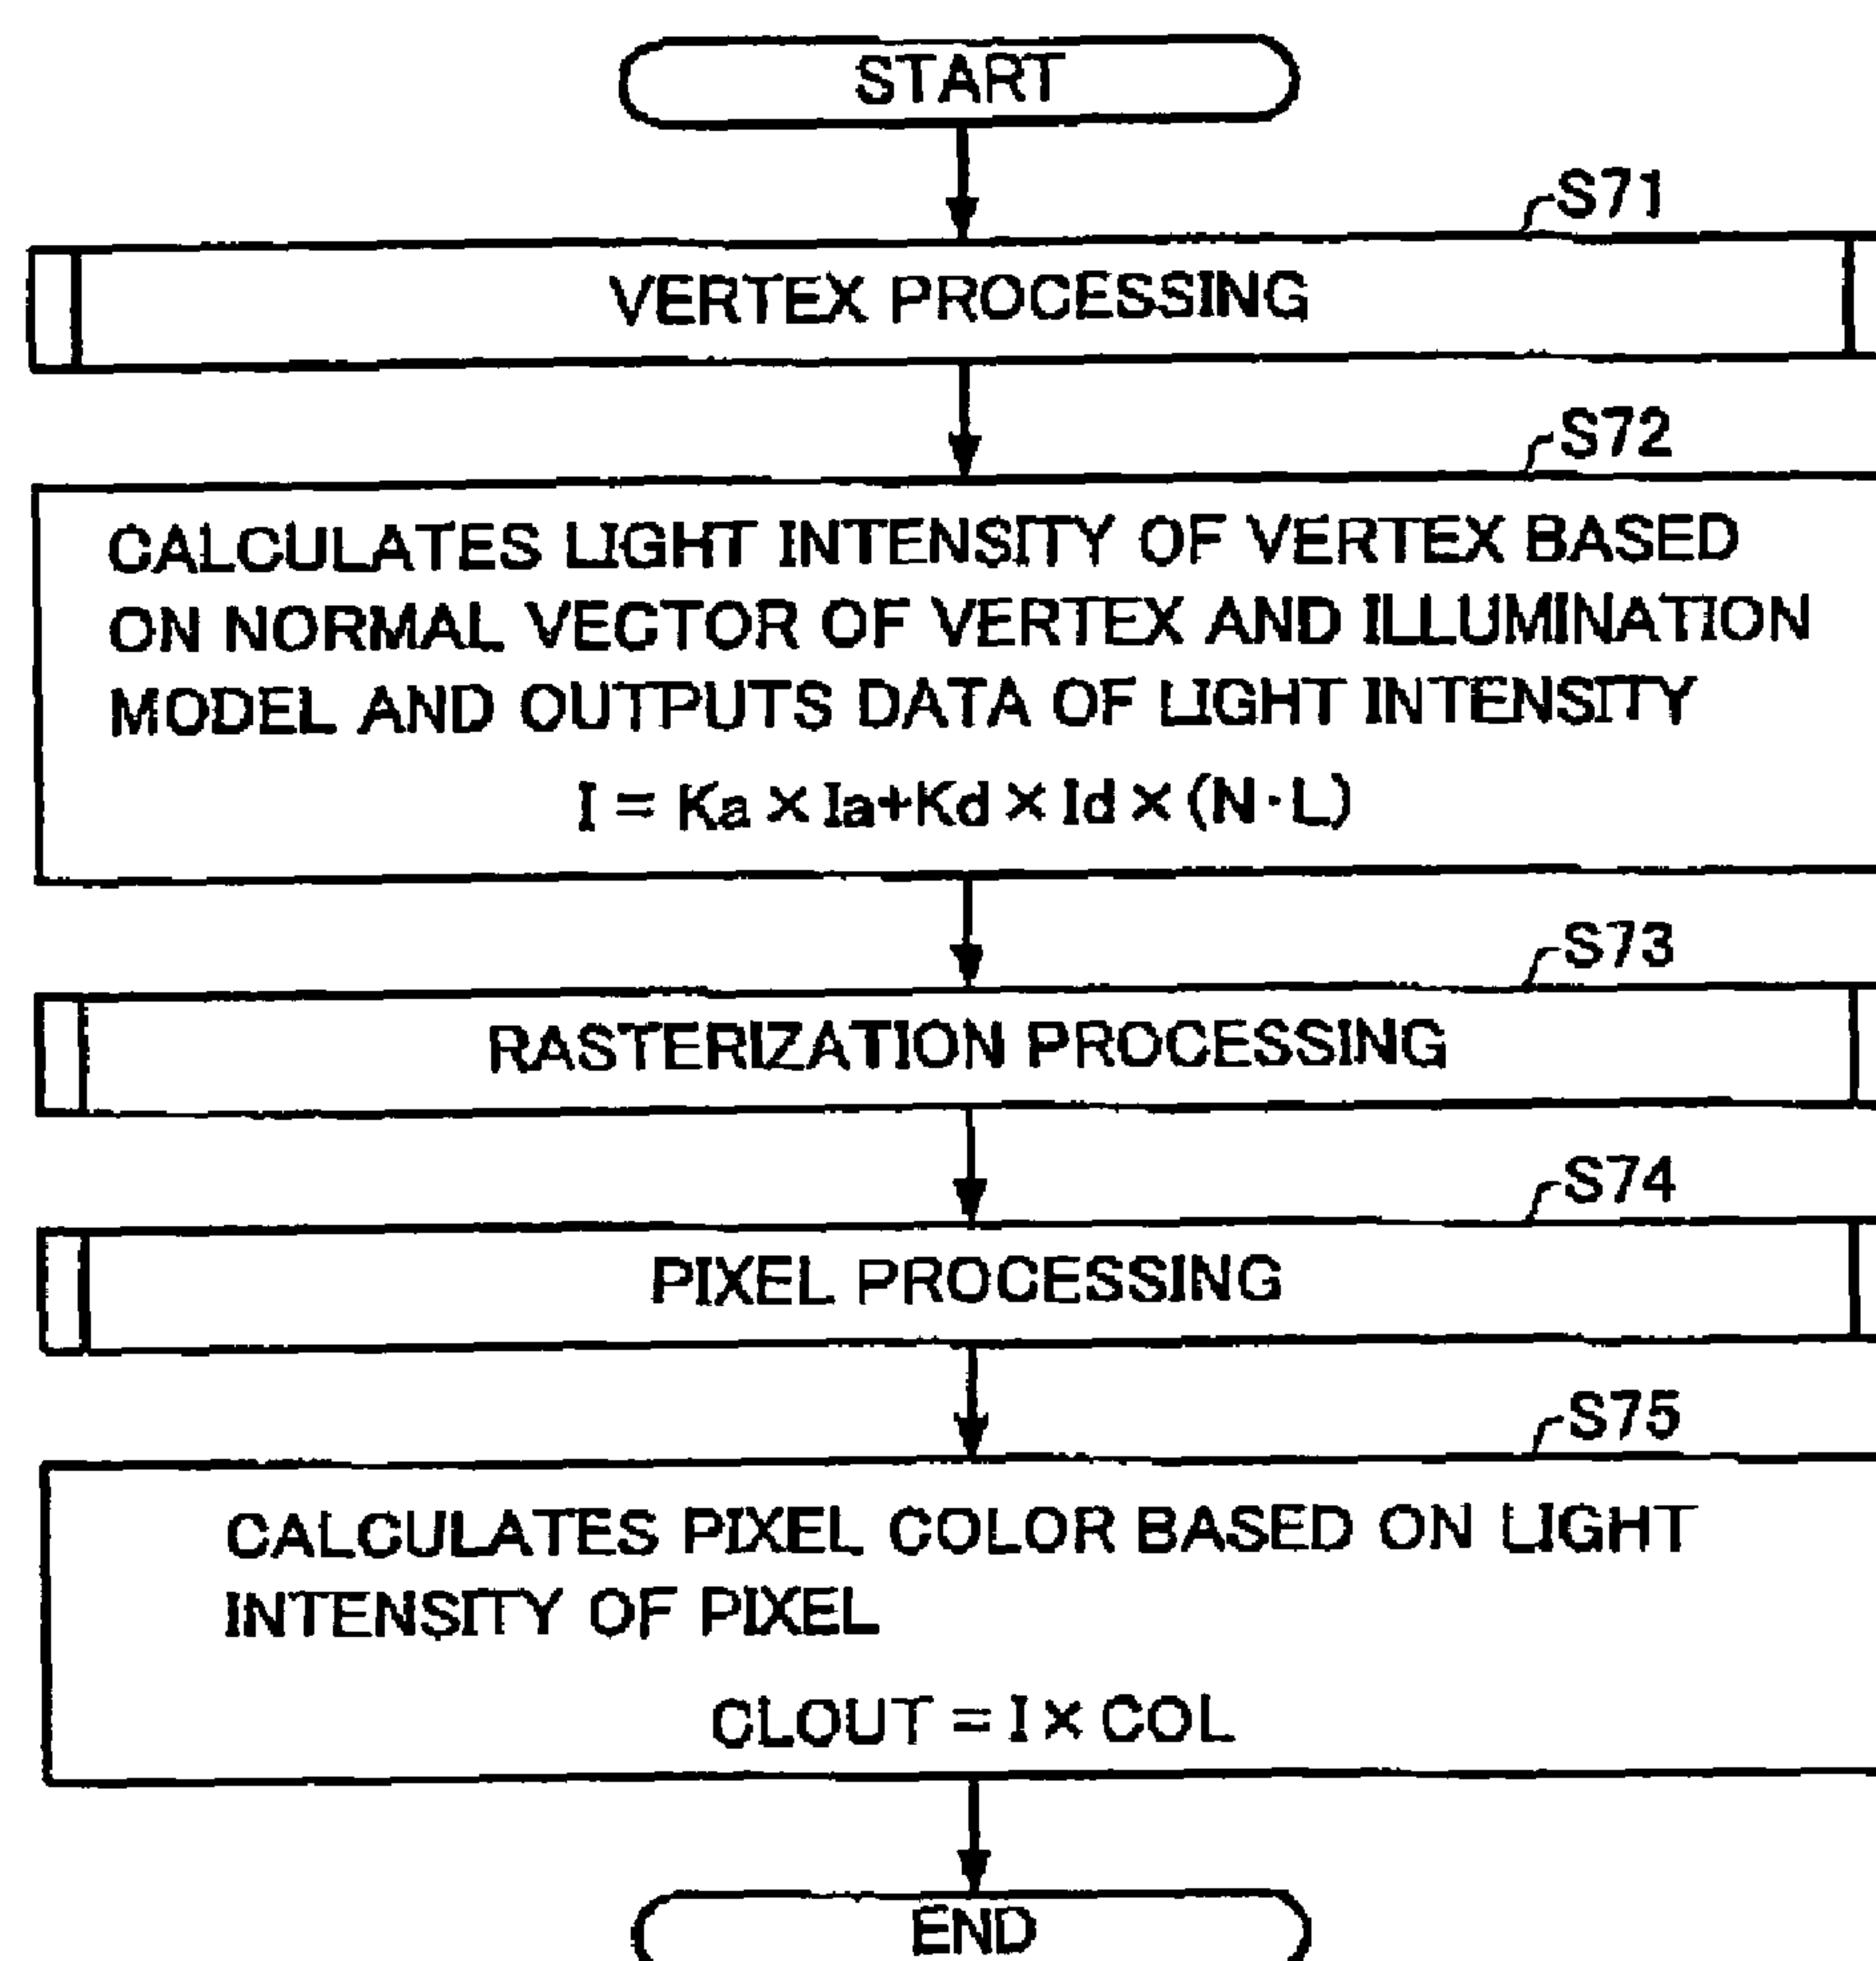 START
S71
VERTEX PROCESSING
S72
CALCULATES LIGHT INTENSITY OF VERTEX BASED
ON NORMAL VECTOR OF VERTEX AND ILLUMINATION
MODEL AND OUTPUTS DATA OF LIGHT INTENSITY
I = Ka × Ia+Kd × Id × (N·L)
S73
RASTERIZATION PROCESSING
S74
PIXEL PROCESSING
S75
CALCULATES PIXEL COLOR BASED ON LIGHT
INTENSITY OF PIXEL
CLOUT = I × COL
END